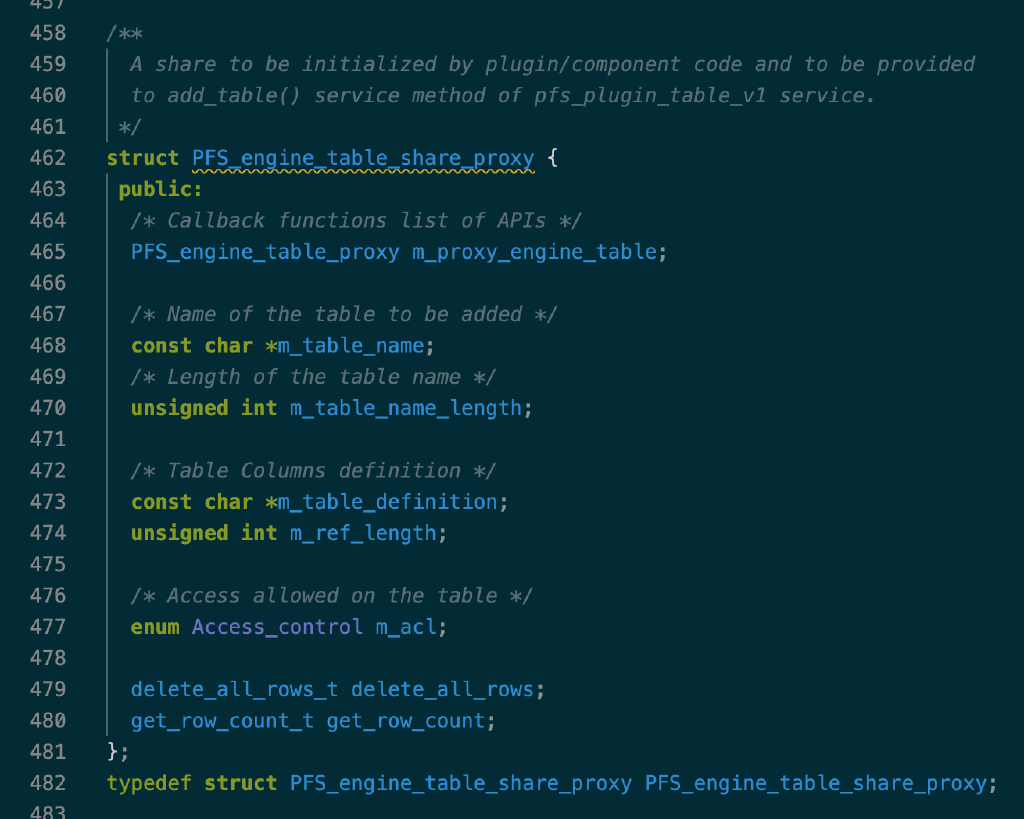 457
458 /**
459 A share to be initialized by plugin/component code and to be provided
460 to add_table() service method of pfs_plugin_table_v1 service.
461 */
462 struct PFS_engine_table_share_proxy {
463 public:
464 /* Callback functions list of APIs */
465 PFS_engine_table_proxy m_proxy_engine_table;
466
467 /* Name of the table to be added */
468 const char *m_table_name;
469 /* Length of the table name */
470 unsigned int m_table_name_length;
471
472 /* Table Columns definition */
473 const char *m_table_definition;
474 unsigned int m_ref_length;
475
476 /* Access allowed on the table */
477 enum Access_control m_acl;
478
479 delete_all_rows_t delete_all_rows;
480 get_row_count_t get_row_count;
481 };
482 typedef struct PFS_engine_table_share_proxy PFS_engine_table_share_proxy;
483